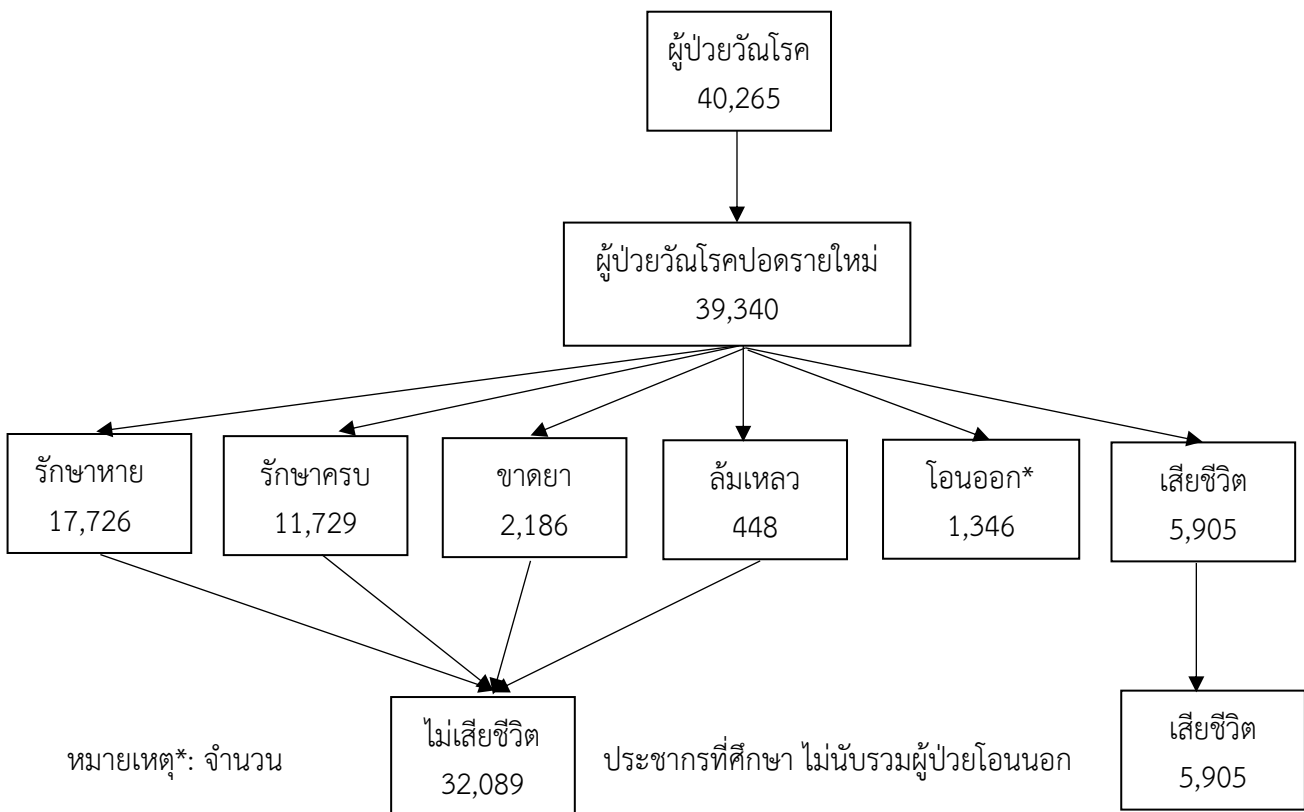 ผู้ป่วยวัณโรค
40,265
ผู้ป่วยวัณโรคปอดรายใหม่
39,340
รักษาหาย
17,726
รักษาครบ
11,729
ขาดยา
2,186
ล้มเหลว
448
โอนออก*
1,346
เสียชีวิต
5,905
ไม่เสียชีวิต
32,089
เสียชีวิต
5,905
หมายเหตุ*: จำนวน
ประชากรที่ศึกษา ไม่นับรวมผู้ป่วยโอนนอก